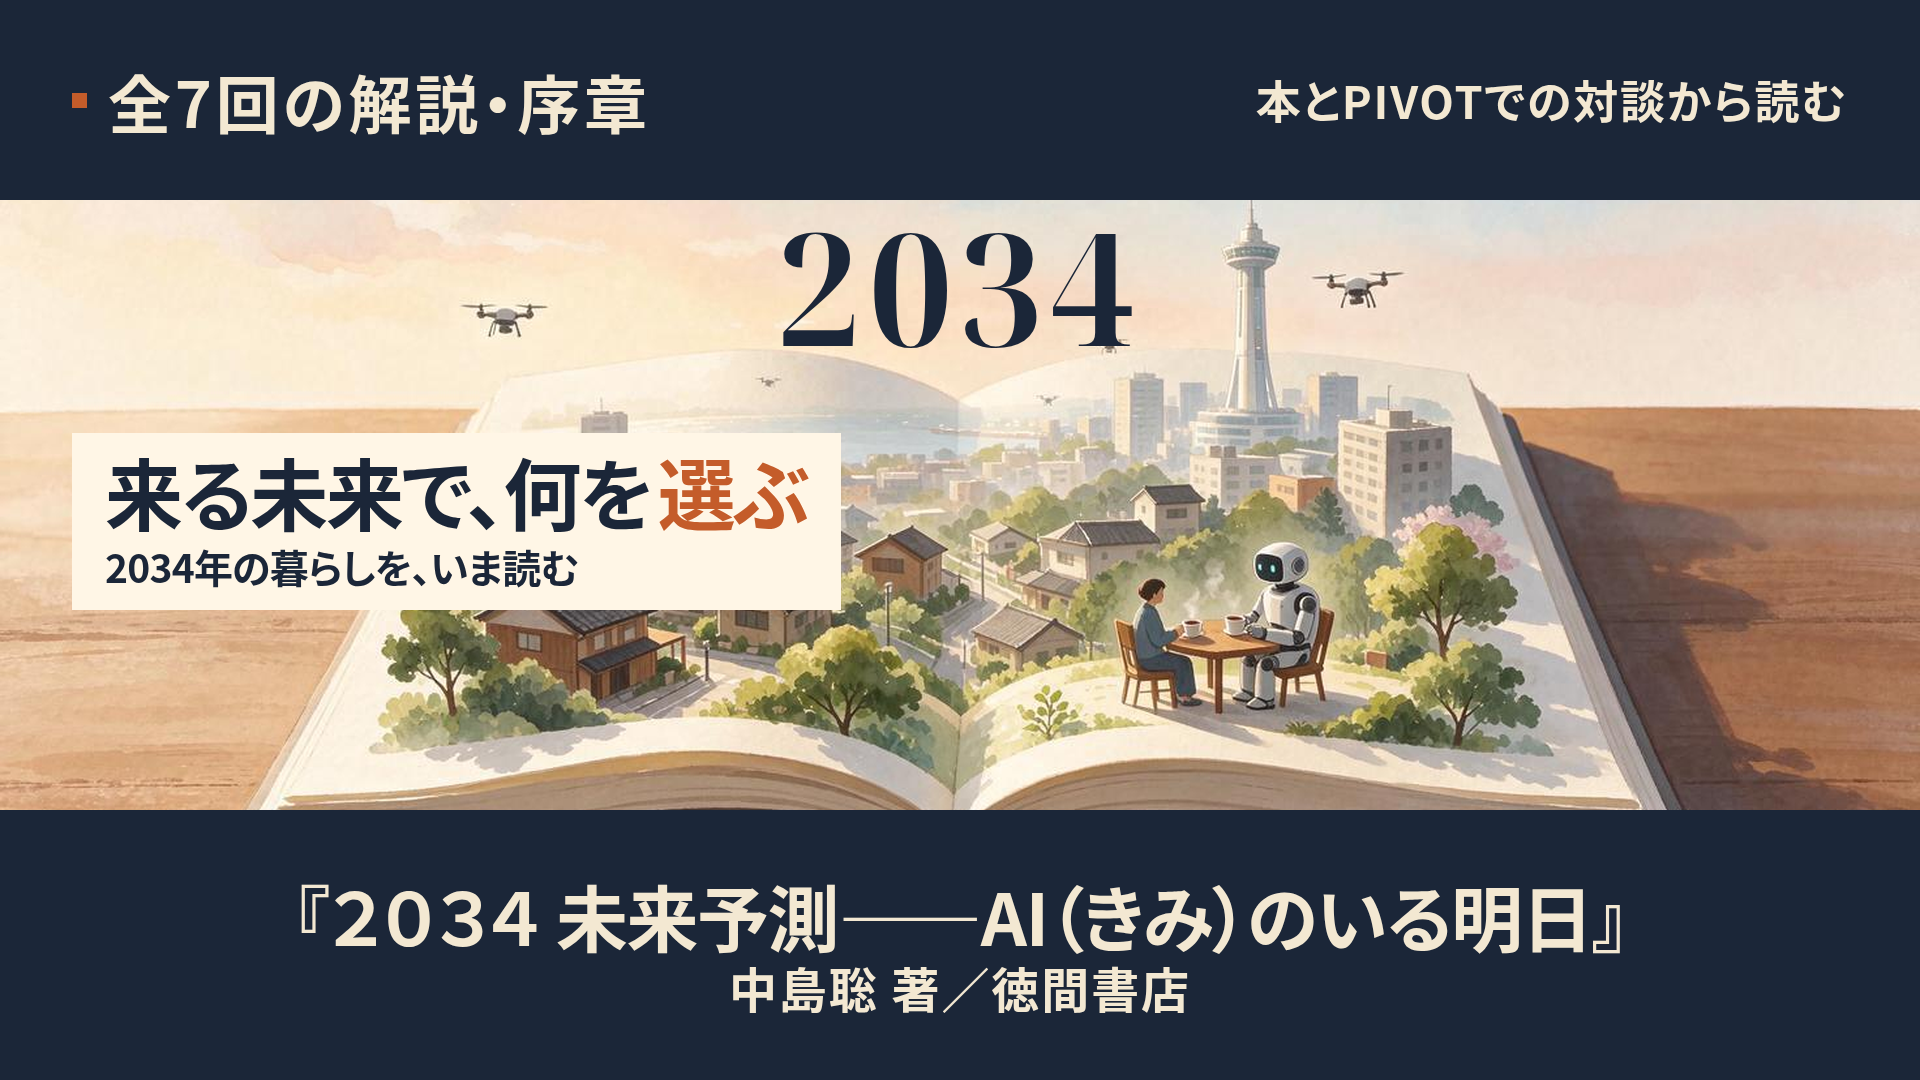 全7回の解説・序章
本とPIVOTでの対談から読む
2034
来る未来で、何を選ぶ
2034年の暮らしを、いま読む
『２０３４ 未来予測――AI（きみ）のいる明日』
中島聡 著／徳間書店